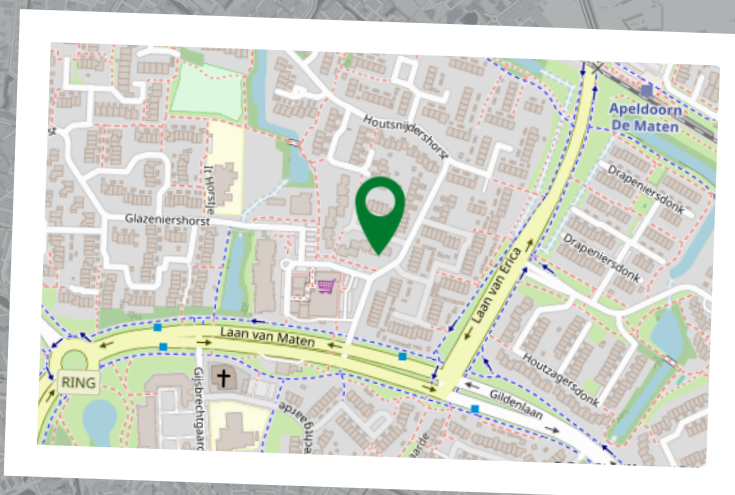 Apeldoorn
De Maten
Houtsnijdershorst
Drapeniersdonk
't Horstje
Glazeniershorst
Drapeniersdonk
Laan van Erica
Laan van Maten
RING
Houtzagersdonk
Gildenlaan